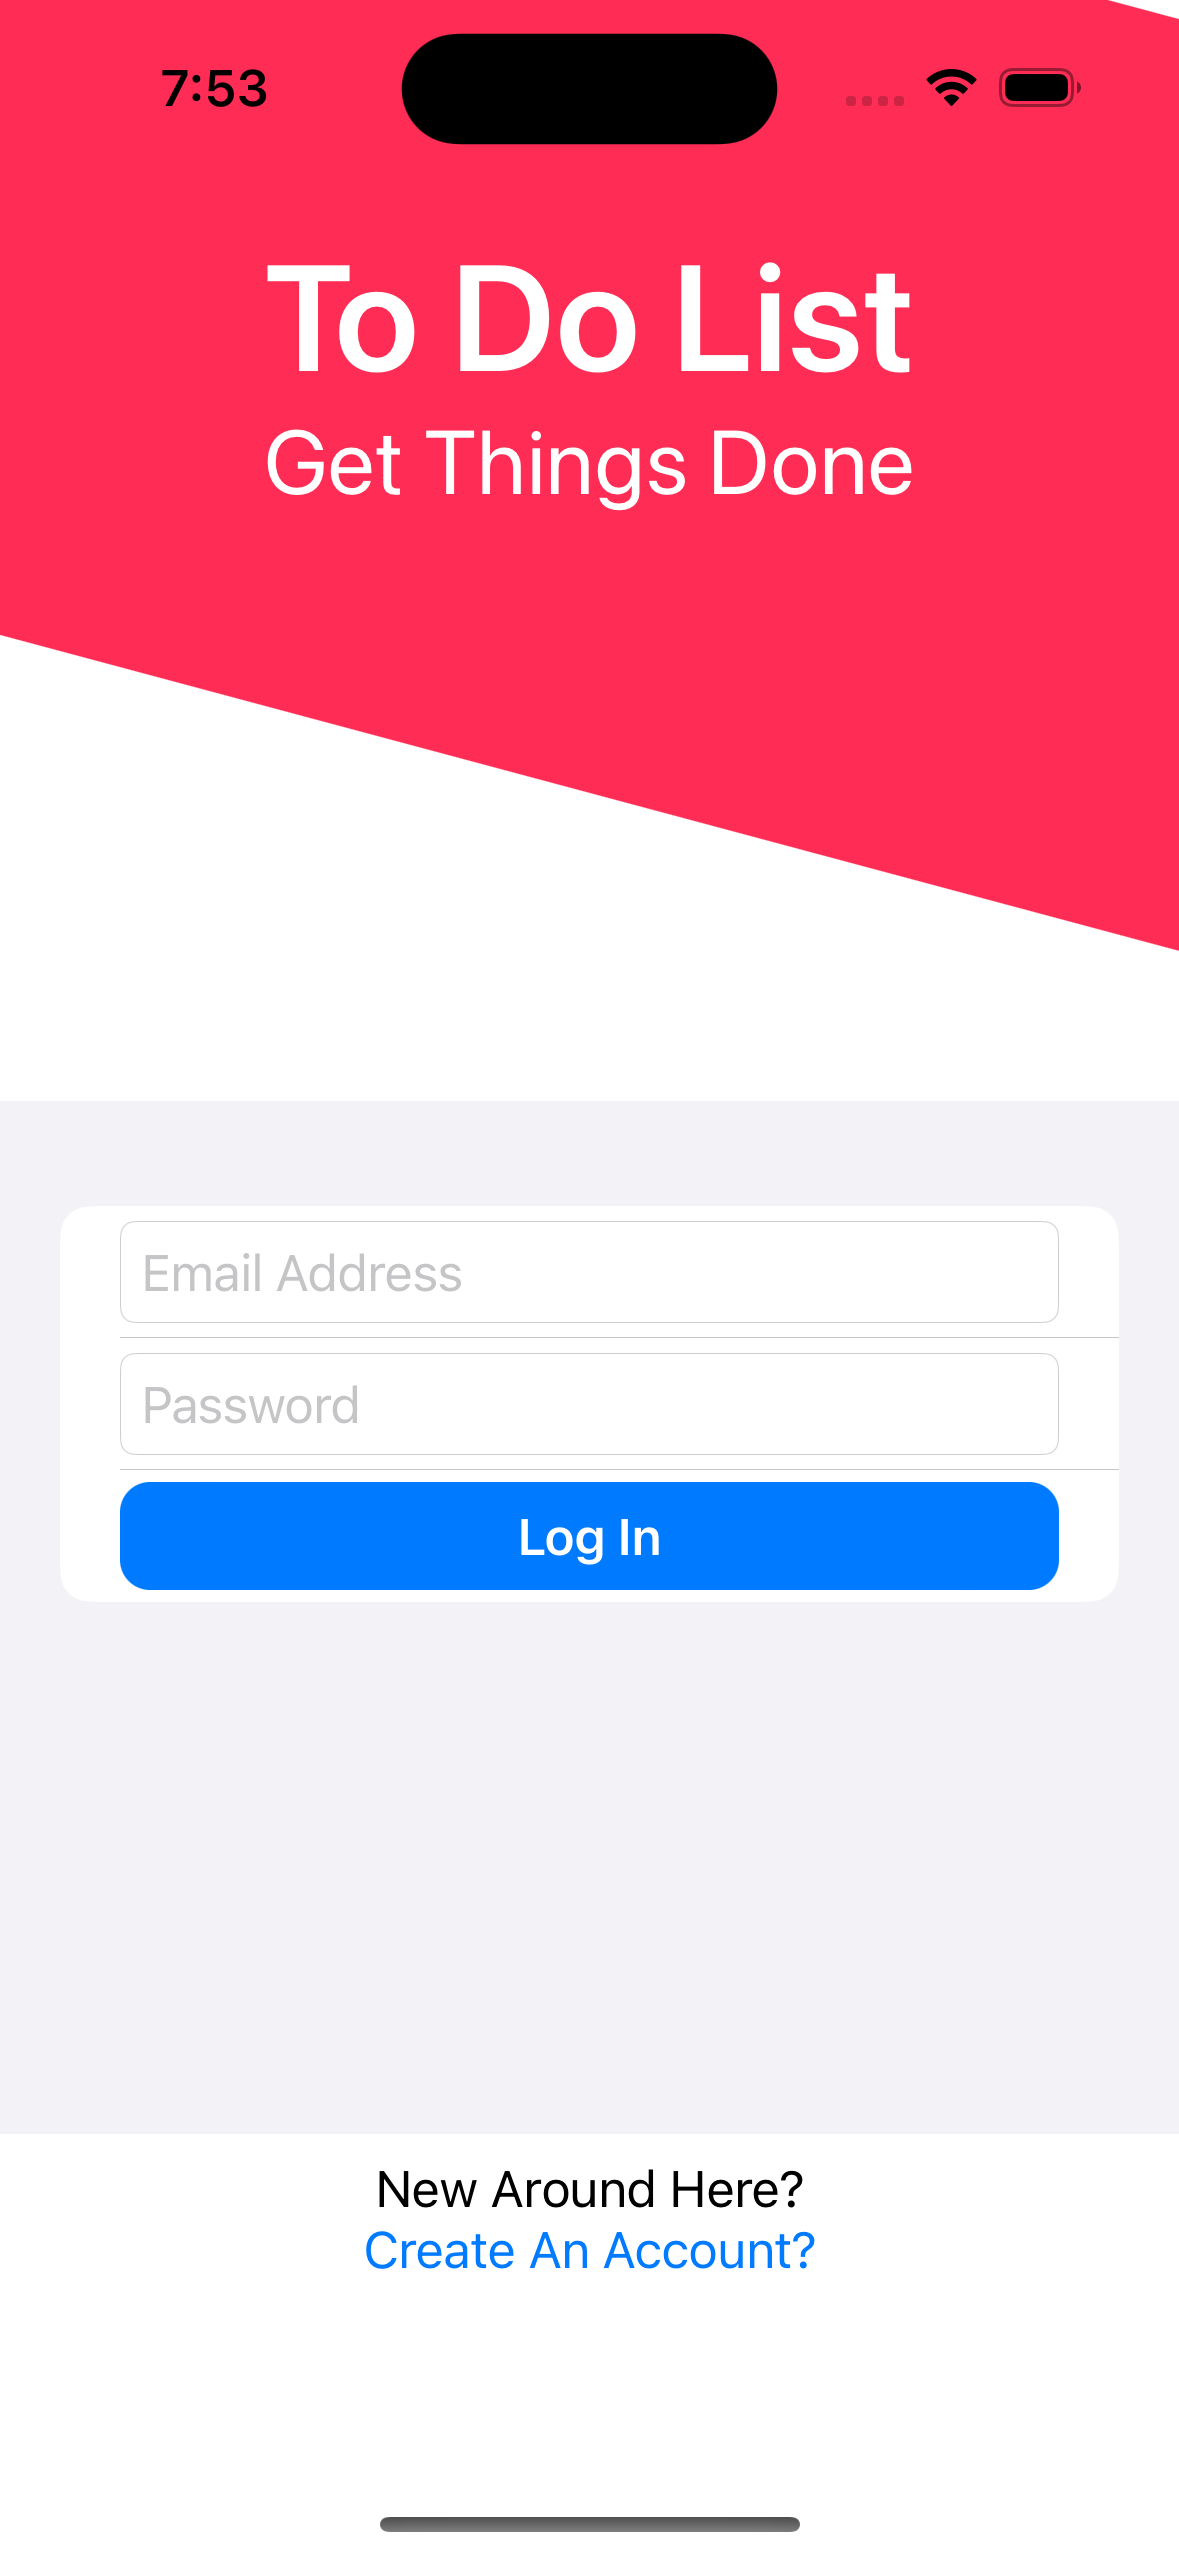 7:53
To Do List
Get Things Done
Email Address
Password
Log In
New Around Here?
Create An Account?